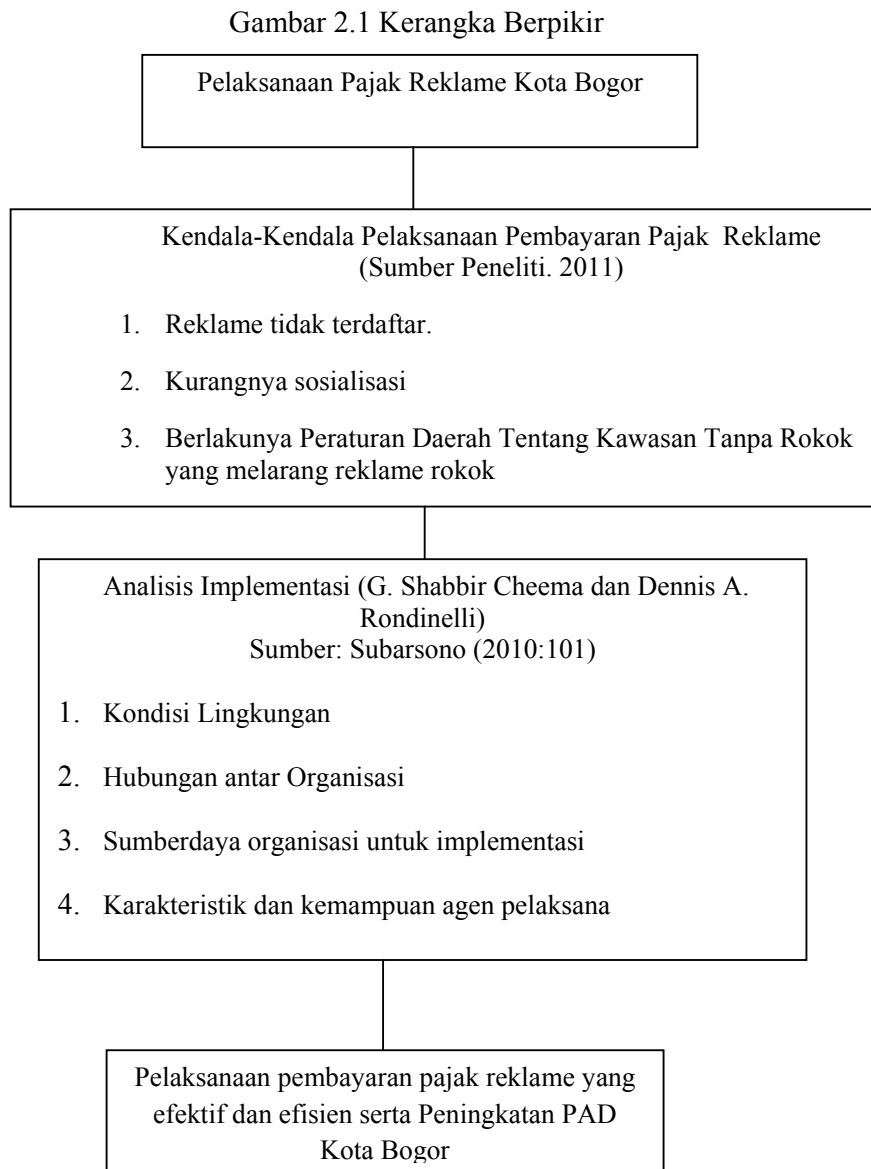 Gambar 2.1 Kerangka Berpikir
Pelaksanaan Pajak Reklame Kota Bogor
Kendala-Kendala Pelaksanaan Pembayaran Pajak Reklame
(Sumber Peneliti. 2011)
1. Reklame tidak terdaftar.
2. Kurangnya sosialisasi
3. Berlakunya Peraturan Daerah Tentang Kawasan Tanpa Rokok
yang melarang reklame rokok
Analisis Implementasi (G. Shabbir Cheema dan Dennis A.
Rondinelli)
Sumber: Subarsono (2010:101)
1. Kondisi Lingkungan
2. Hubungan antar Organisasi
3. Sumberdaya organisasi untuk implementasi
4. Karakteristik dan kemampuan agen pelaksana
Pelaksanaan pembayaran pajak reklame yang
efektif dan efisien serta Peningkatan PAD
Kota Bogor